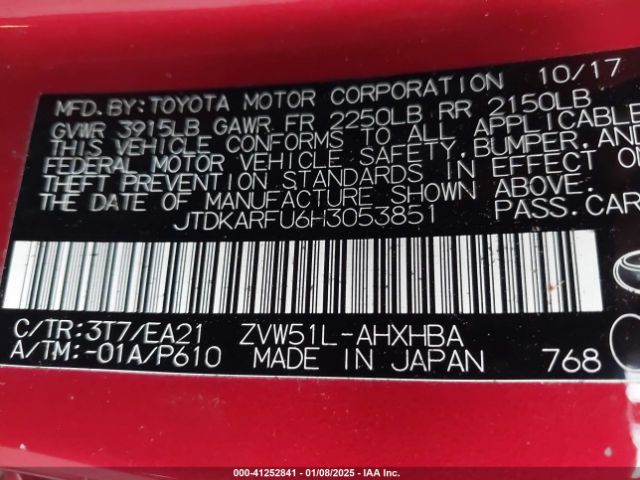 MFD.BY:TOYOTA MOTOR CORPORATION 10/17
GVWR 3915LB GAWR FR 2250LB RR 2150LB
THIS VEHICLE CONFORMS TO ALL APPLICABLE
FEDERAL MOTOR VEHICLE SAFETY,BUMPER,AND
THEFT PREVENTION STANDARDS IN EFFECT ON
THE DATE OF MANUFACTURE SHOWN ABOVE.
JTDKARFU6H3053851 PASS.CAR
C/TR:3T7/EA21 ZVW51L-AHXHBA
A/TM:-01A/P610 MADE IN JAPAN 768
000-41252841 | 01/08/2025 | IAA Inc.